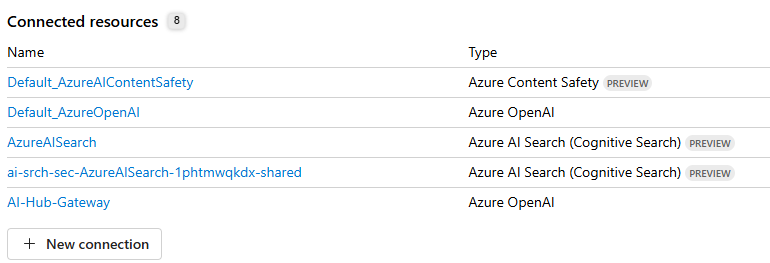 Connected resources 8
Name Type
Default_AzureAIContentSafety Azure Content Safety PREVIEW
Default_AzureOpenAI Azure OpenAI
AzureAISearch Azure AI Search (Cognitive Search) PREVIEW
ai-srch-sec-AzureAISearch-1phtmwqkdx-shared Azure AI Search (Cognitive Search) PREVIEW
AI-Hub-Gateway Azure OpenAI
+ New connection